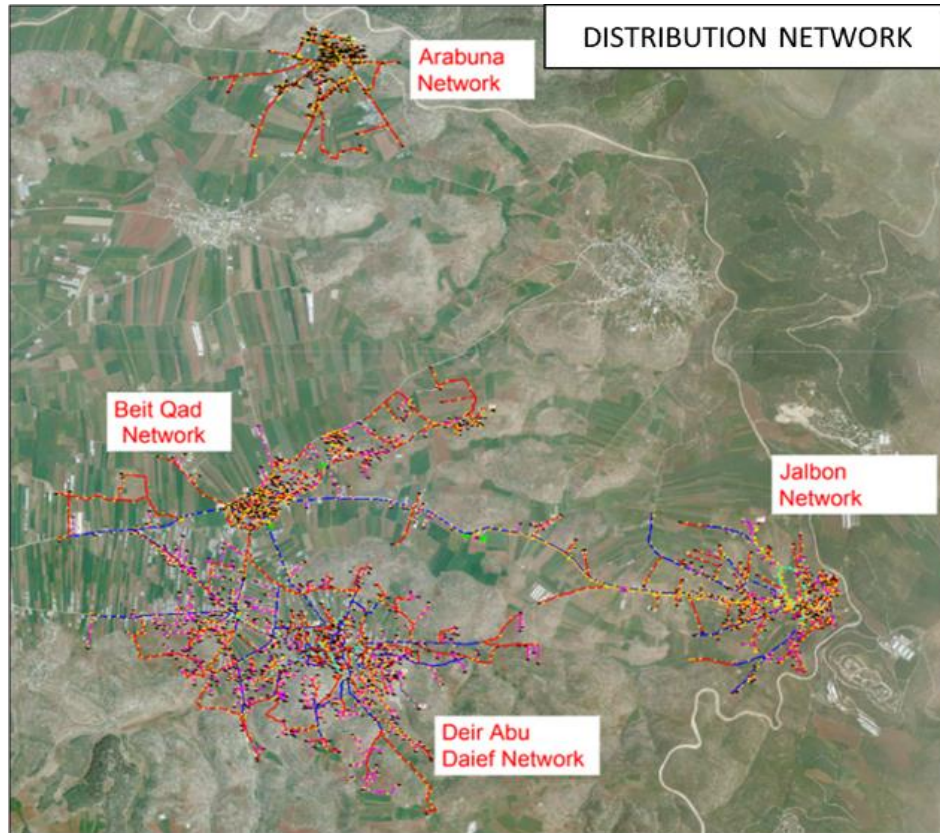 DISTRIBUTION NETWORK
Arabuna
Network
Beit Qad
Network
Jalbon
Network
Deir Abu
Daief Network